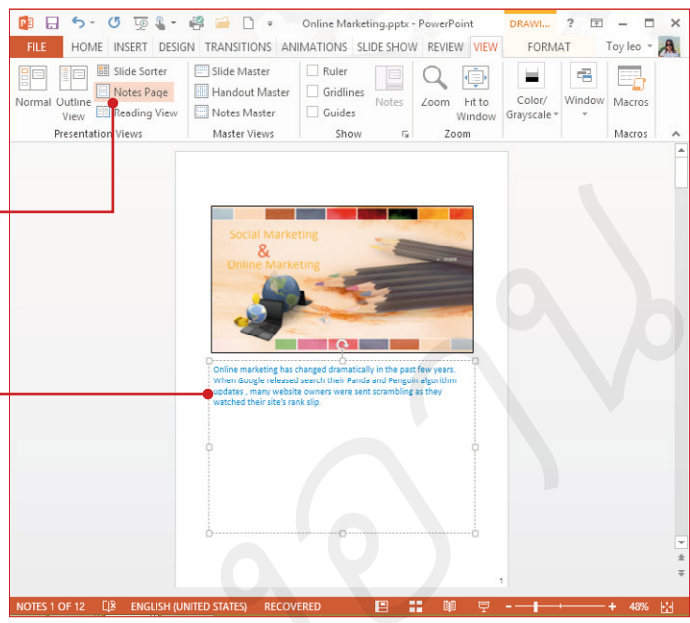 Online Marketing.pptx - PowerPoint DRAWI... ?
FILE HOME INSERT DESIGN TRANSITIONS ANIMATIONS SLIDE SHOW REVIEW VIEW FORMAT Toy leo
Slide Sorter Slide Master Ruler
Notes Page Handout Master Gridlines
Normal Outline View Reading View Notes Master Guides Notes Zoom Fit to Window Color/ Grayscale Window Macros
Presentation Views Master Views Show Zoom Macros
Social Marketing
&
Online Marketing
Online marketing has changed dramatically in the past few years.
When Google released search their Panda and Penguin algorithm
updates , many website owners were sent scrambling as they
watched their site's rank slip.
1
NOTES 1 OF 12 ENGLISH (UNITED STATES) RECOVERED 48%